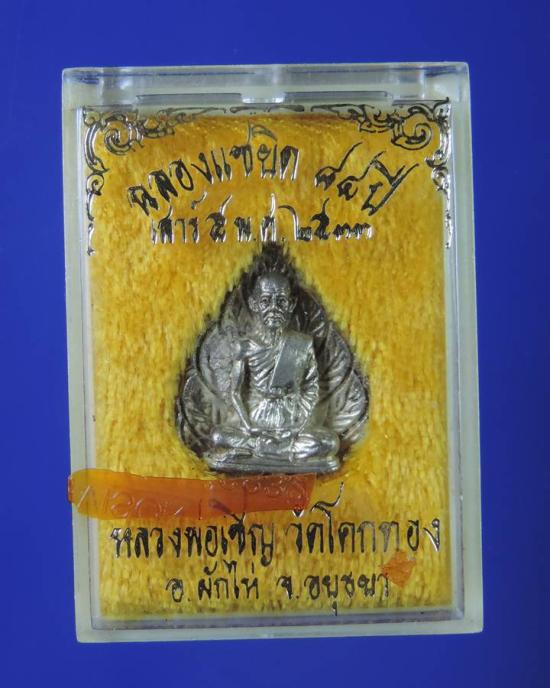 ฉลองแซยิด ๘๔ ปี
เสาร์ ๕ พ.ศ. ๒๕๓๓
หลวงพ่อเชิญ วัดโคกทอง
อ.ผักไห่ จ.อยุธยา